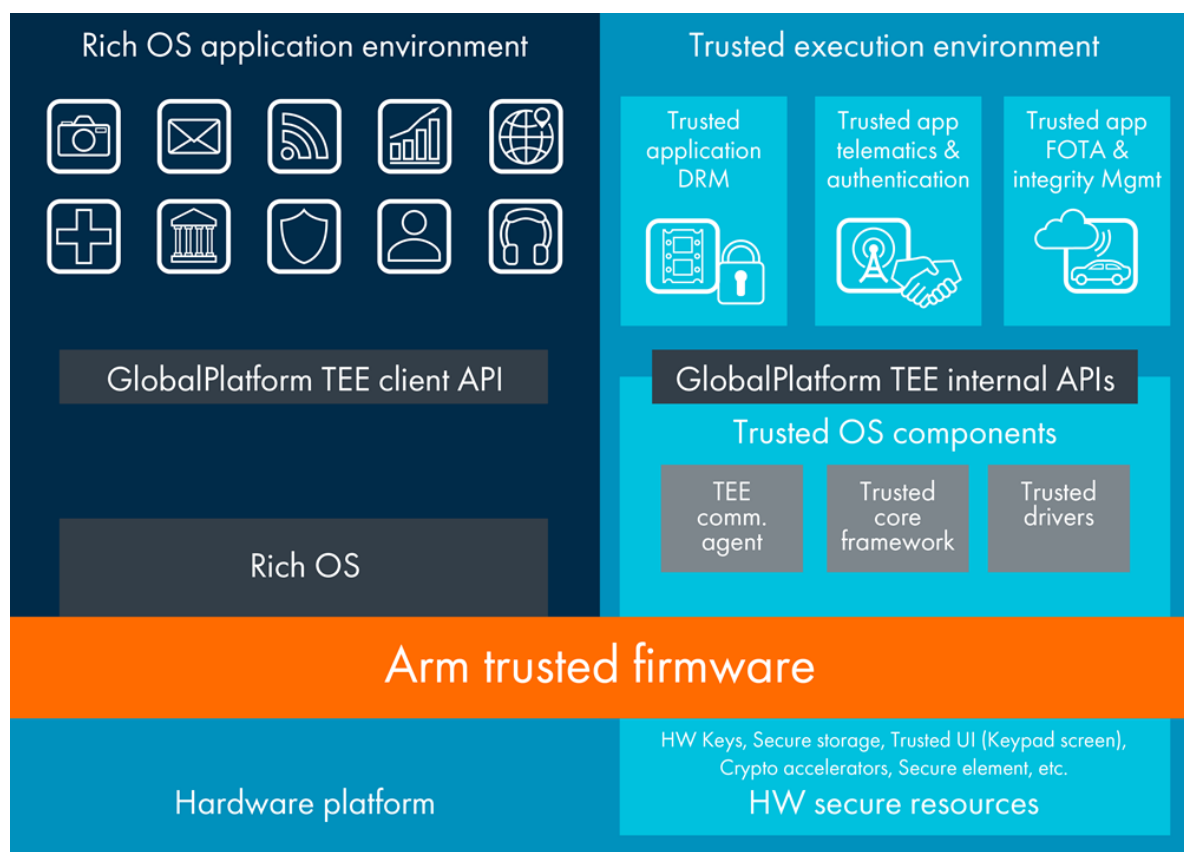 Rich OS application environment
Trusted execution environment
Trusted
application
DRM
Trusted app
telematics &
authentication
Trusted app
FOTA &
integrity Mgmt
GlobalPlatform TEE client API
GlobalPlatform TEE internal APIs
Trusted OS components
TEE
comm.
agent
Trusted
core
framework
Trusted
drivers
Rich OS
Arm trusted firmware
HW Keys, Secure storage, Trusted UI (Keypad screen),
Crypto accelerators, Secure element, etc.
Hardware platform
HW secure resources